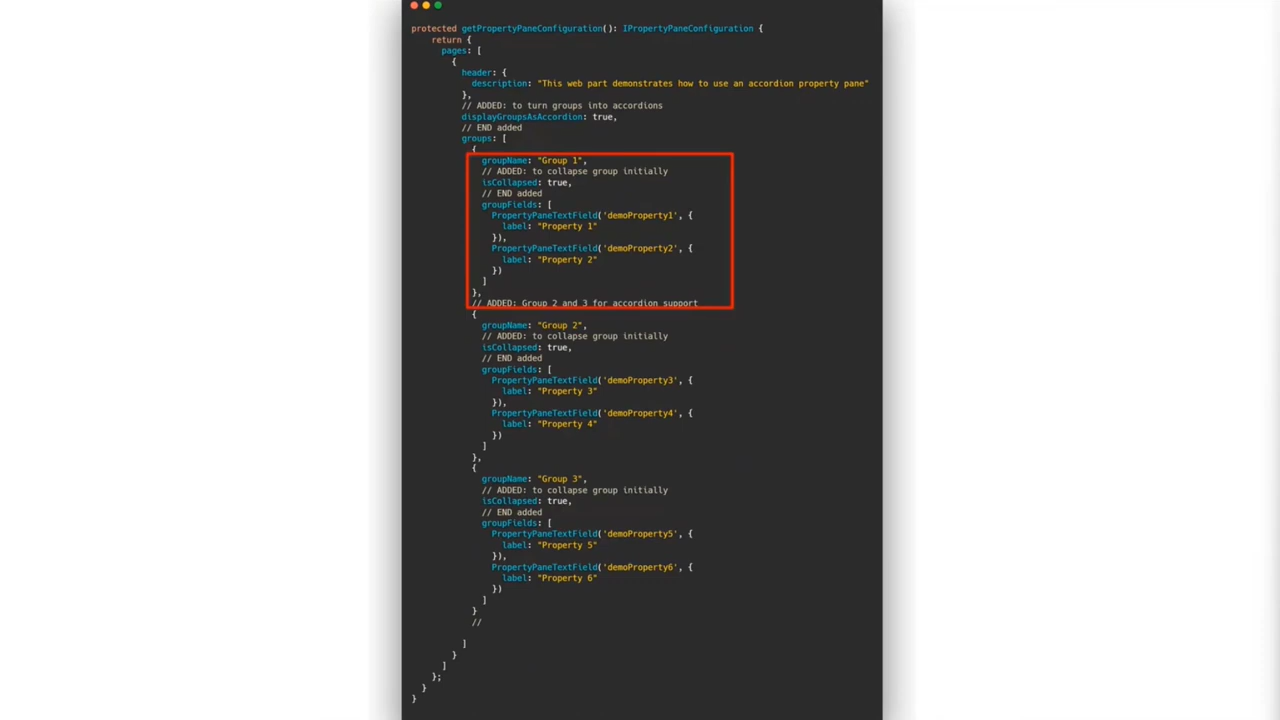 protected getPropertyPaneConfiguration(): IPropertyPaneConfiguration {
return {
pages: [
{
header: {
description: "This web part demonstrates how to use an accordion property pane"
},
// ADDED: to turn groups into accordions
displayGroupsAsAccordion: true,
// END added
groups: [
{
groupName: "Group 1",
// ADDED: to collapse group initially
isCollapsed: true,
// END added
groupFields: [
PropertyPaneTextField('demoProperty1', {
label: "Property 1"
}),
PropertyPaneTextField('demoProperty2', {
label: "Property 2"
})
]
},
// ADDED: Group 2 and 3 for accordion support
{
groupName: "Group 2",
// ADDED: to collapse group initially
isCollapsed: true,
// END added
groupFields: [
PropertyPaneTextField('demoProperty3', {
label: "Property 3"
}),
PropertyPaneTextField('demoProperty4', {
label: "Property 4"
})
]
},
{
groupName: "Group 3",
// ADDED: to collapse group initially
isCollapsed: true,
// END added
groupFields: [
PropertyPaneTextField('demoProperty5', {
label: "Property 5"
}),
PropertyPaneTextField('demoProperty6', {
label: "Property 6"
})
]
}
//
]
}
]
};
}
}